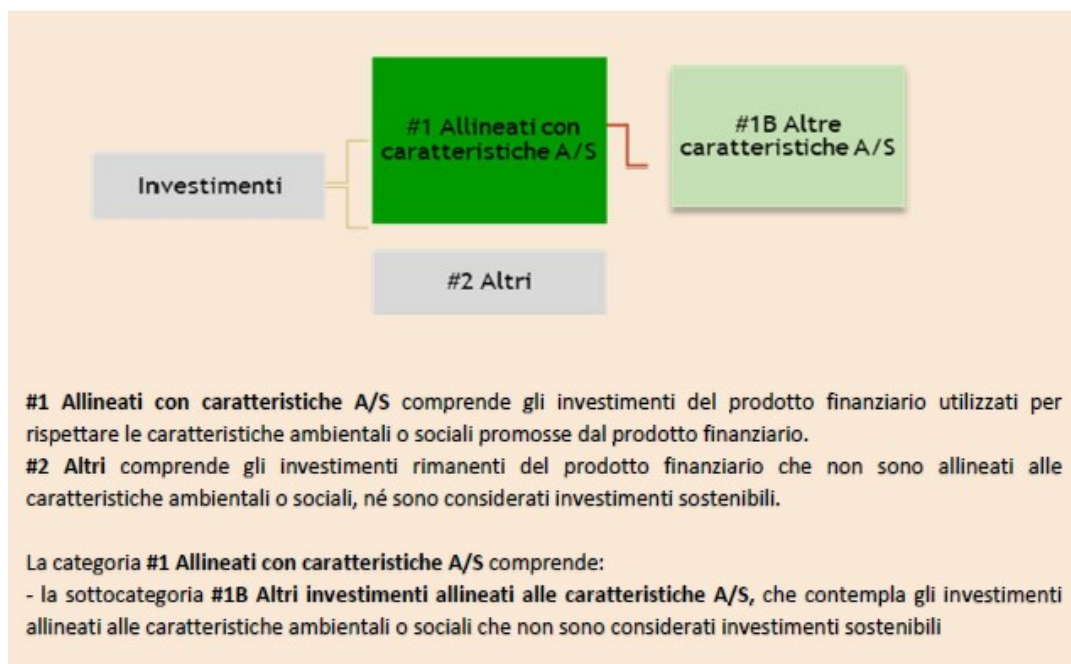 #1 Allineati con
caratteristiche A/S
#1B Altre
caratteristiche A/S
Investimenti
#2 Altri
#1 Allineati con caratteristiche A/S comprende gli investimenti del prodotto finanziario utilizzati per
rispettare le caratteristiche ambientali o sociali promosse dal prodotto finanziario.
#2 Altri comprende gli investimenti rimanenti del prodotto finanziario che non sono allineati alle
caratteristiche ambientali o sociali, né sono considerati investimenti sostenibili.
La categoria #1 Allineati con caratteristiche A/S comprende:
- la sottocategoria #1B Altri investimenti allineati alle caratteristiche A/S, che contempla gli investimenti
allineati alle caratteristiche ambientali o sociali che non sono considerati investimenti sostenibili